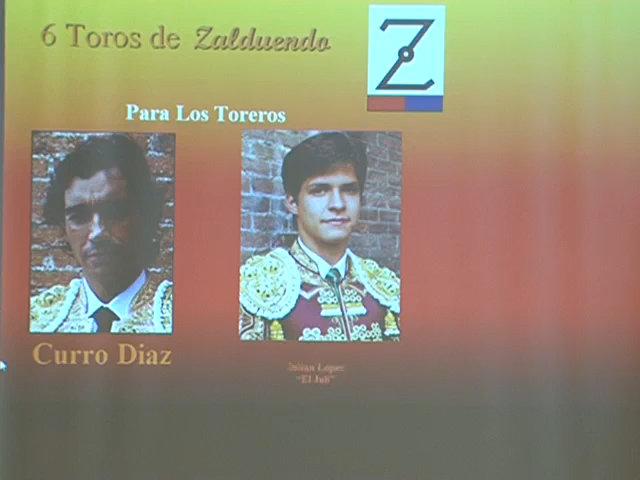 6 Toros de Zalduendo
Z
Para Los Toreros
Curro Diaz
Julian Lopez
"El Juli"